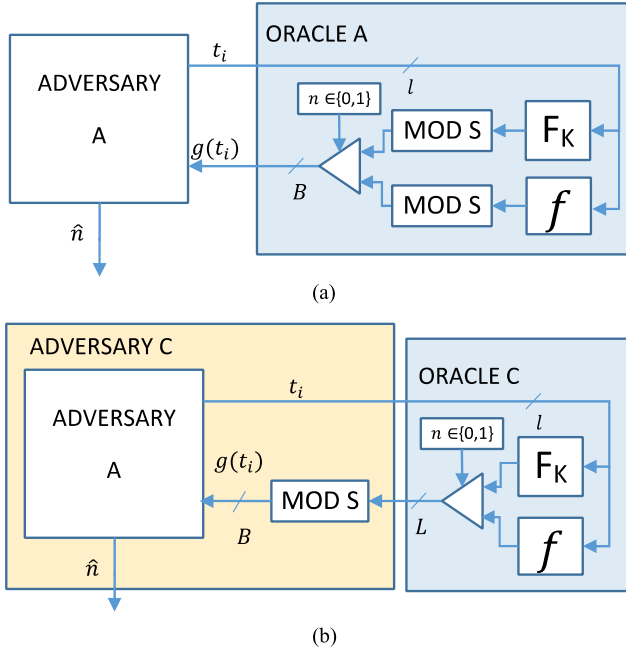 ORACLE A
t_i
ADVERSARY
A
l
n ∈{0,1}
MOD S
F_K
g(t_i)
B
MOD S
f
n̂
(a)
ADVERSARY C
ORACLE C
ADVERSARY
A
t_i
l
n ∈{0,1}
g(t_i)
F_K
MOD S
B
L
f
n̂
(b)